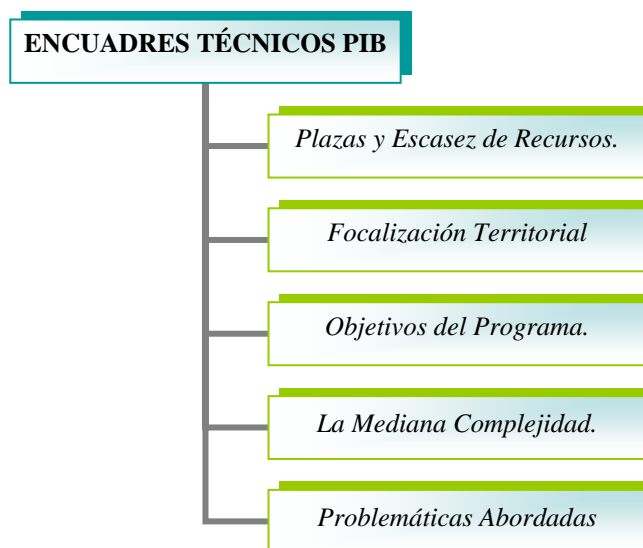 ENCUADRES TÉCNICOS PIB
Plazas y Escasez de Recursos.
Focalización Territorial
Objetivos del Programa.
La Mediana Complejidad.
Problemáticas Abordadas